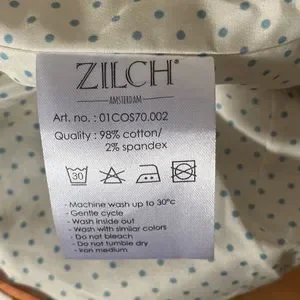 ZILCH®
AMSTERDAM
Art. no. : 01COS70.002
Quality : 98% cotton/
2% spandex
30
- Machine wash up to 30°c
- Gentle cycle
- Wash inside out
- Wash with similar colors
- Do not bleach
- Do not tumble dry
- Iron medium